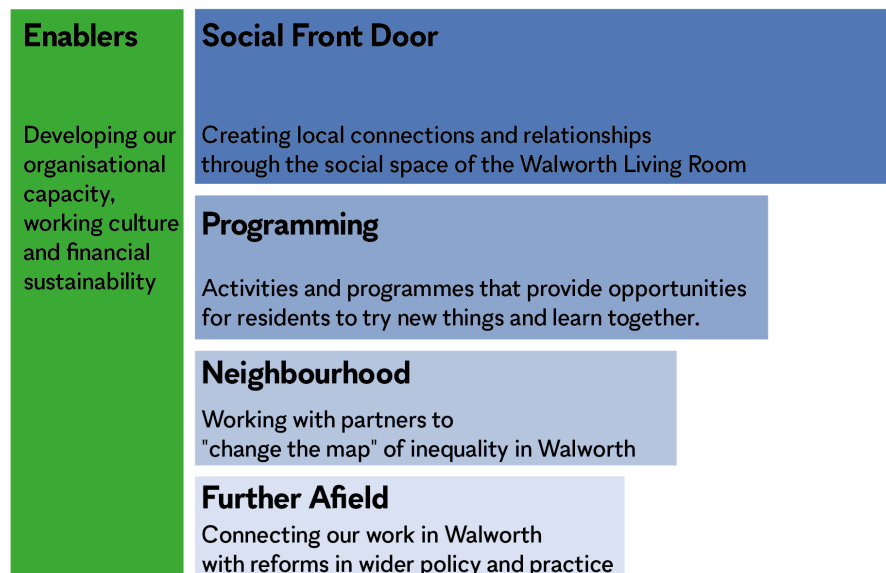 Enablers
Developing our
organisational
capacity,
working culture
and financial
sustainability
Social Front Door
Creating local connections and relationships
through the social space of the Walworth Living Room
Programming
Activities and programmes that provide opportunities
for residents to try new things and learn together.
Neighbourhood
Working with partners to
"change the map" of inequality in Walworth
Further Afield
Connecting our work in Walworth
with reforms in wider policy and practice